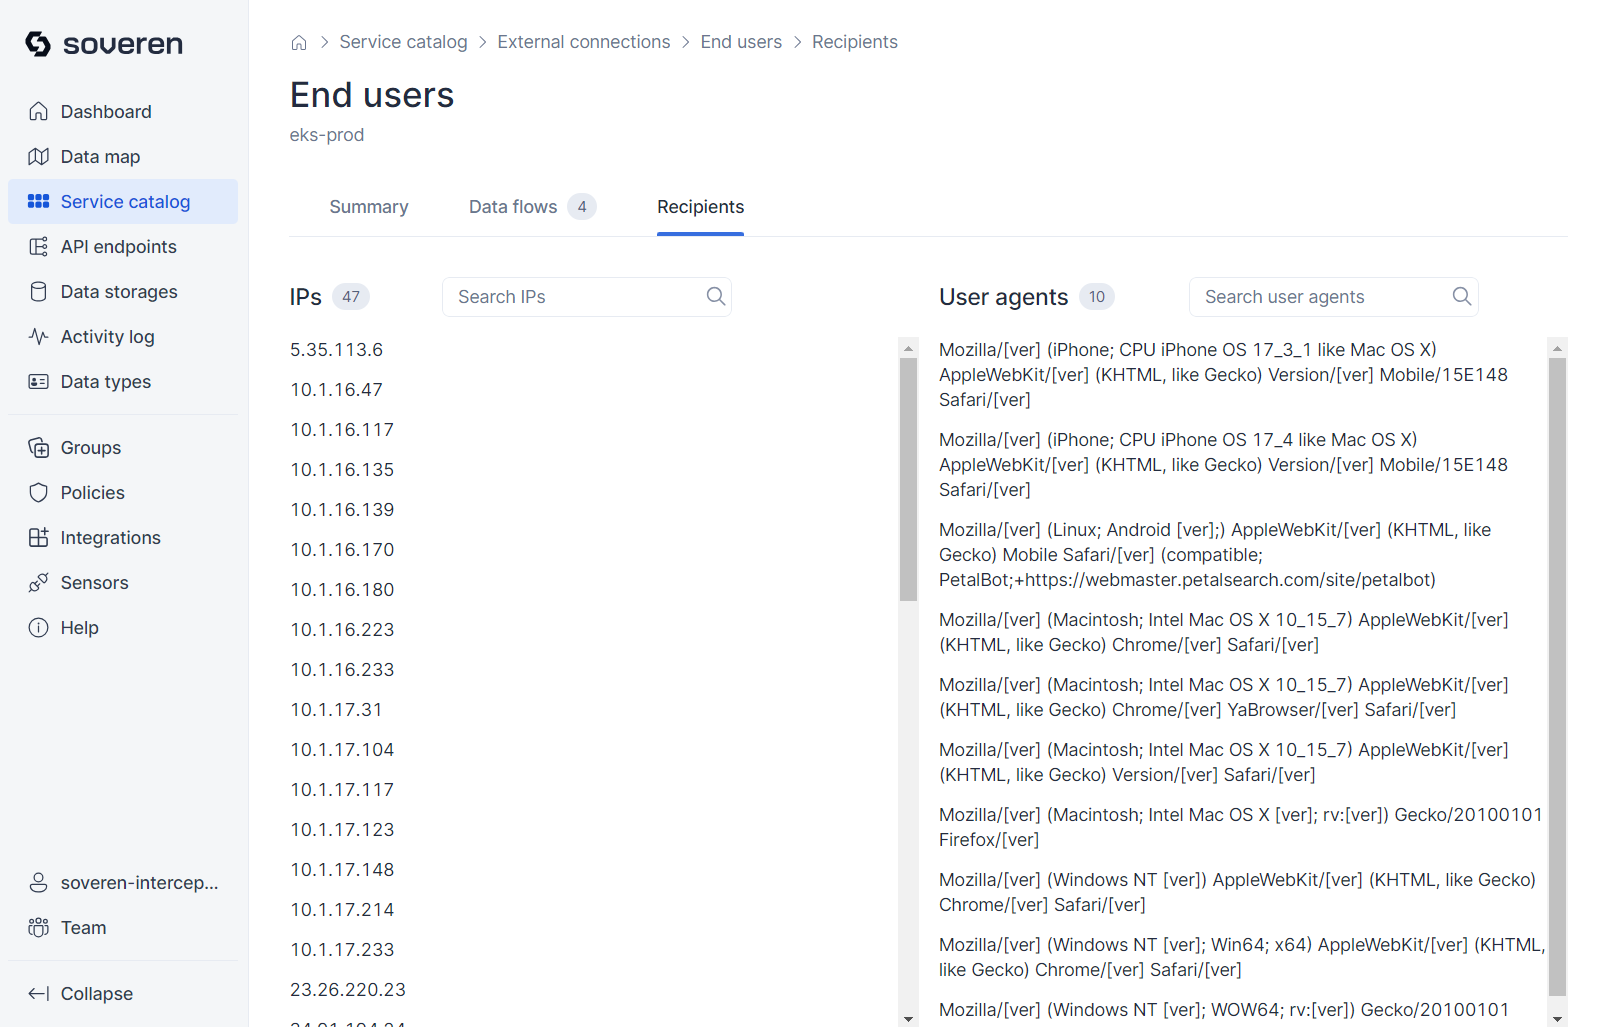 soveren
Dashboard
Data map
Service catalog
API endpoints
Data storages
Activity log
Data types
Groups
Policies
Integrations
Sensors
Help
soveren-intercep...
Team
Collapse
Service catalog > External connections > End users > Recipients
End users
eks-prod
Summary
Data flows 4
Recipients
IPs 47
Search IPs
5.35.113.6
10.1.16.47
10.1.16.117
10.1.16.135
10.1.16.139
10.1.16.170
10.1.16.180
10.1.16.223
10.1.16.233
10.1.17.31
10.1.17.104
10.1.17.117
10.1.17.123
10.1.17.148
10.1.17.214
10.1.17.233
23.26.220.23
User agents 10
Search user agents
Mozilla/[ver] (iPhone; CPU iPhone OS 17_3_1 like Mac OS X)
AppleWebKit/[ver] (KHTML, like Gecko) Version/[ver] Mobile/15E148
Safari/[ver]
Mozilla/[ver] (iPhone; CPU iPhone OS 17_4 like Mac OS X)
AppleWebKit/[ver] (KHTML, like Gecko) Version/[ver] Mobile/15E148
Safari/[ver]
Mozilla/[ver] (Linux; Android [ver];) AppleWebKit/[ver] (KHTML, like
Gecko) Mobile Safari/[ver] (compatible;
PetalBot;+https://webmaster.petalsearch.com/site/petalbot)
Mozilla/[ver] (Macintosh; Intel Mac OS X 10_15_7) AppleWebKit/[ver]
(KHTML, like Gecko) Chrome/[ver] Safari/[ver]
Mozilla/[ver] (Macintosh; Intel Mac OS X 10_15_7) AppleWebKit/[ver]
(KHTML, like Gecko) Chrome/[ver] YaBrowser/[ver] Safari/[ver]
Mozilla/[ver] (Macintosh; Intel Mac OS X 10_15_7) AppleWebKit/[ver]
(KHTML, like Gecko) Version/[ver] Safari/[ver]
Mozilla/[ver] (Macintosh; Intel Mac OS X [ver]; rv:[ver]) Gecko/20100101
Firefox/[ver]
Mozilla/[ver] (Windows NT [ver]) AppleWebKit/[ver] (KHTML, like Gecko)
Chrome/[ver] Safari/[ver]
Mozilla/[ver] (Windows NT [ver]; Win64; x64) AppleWebKit/[ver] (KHTML,
like Gecko) Chrome/[ver] Safari/[ver]
Mozilla/[ver] (Windows NT [ver]; WOW64; rv:[ver]) Gecko/20100101